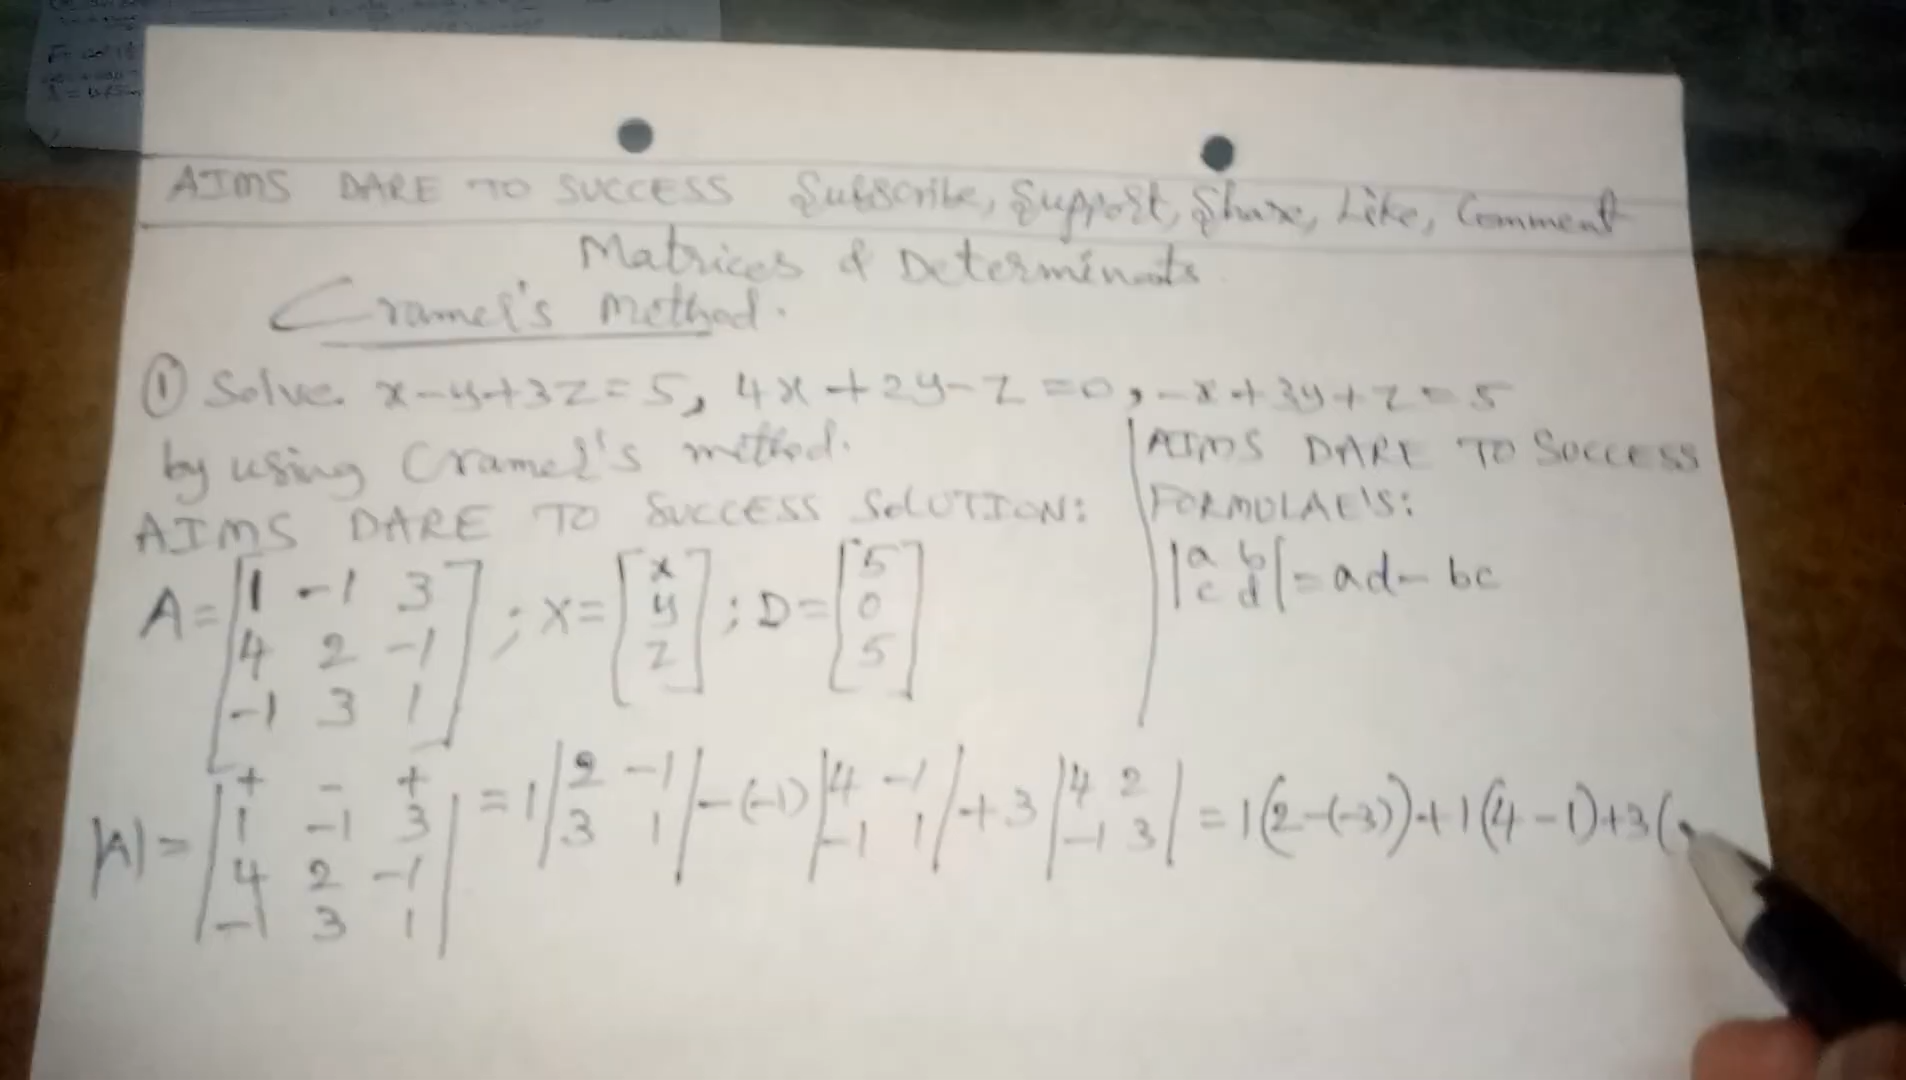 AIMS DARE TO SUCCESS Subscribe, Support, Share, Like, Comment
Matrices & Determinats
Cramel's method.
① Solve x-y+3z=5, 4x+2y-z=0, -x+3y+z=5
by using Cramel's method.
AIMS DARE TO SUCCESS SOLUTION:
AIMS DARE TO SUCCESS
FORMULAE'S:
|a b|
|c d| = ad - bc
A = [1 -1 3; 4 2 -1; -1 3 1] ; X = [x; y; z] ; D = [5; 0; 5]
+ - +
|A| = |1 -1 3; 4 2 -1; -1 3 1| = 1|2 -1; 3 1| -(-1)|4 -1; -1 1| +3|4 2; -1 3| = 1(2-(-3))+1(4-1)+3(